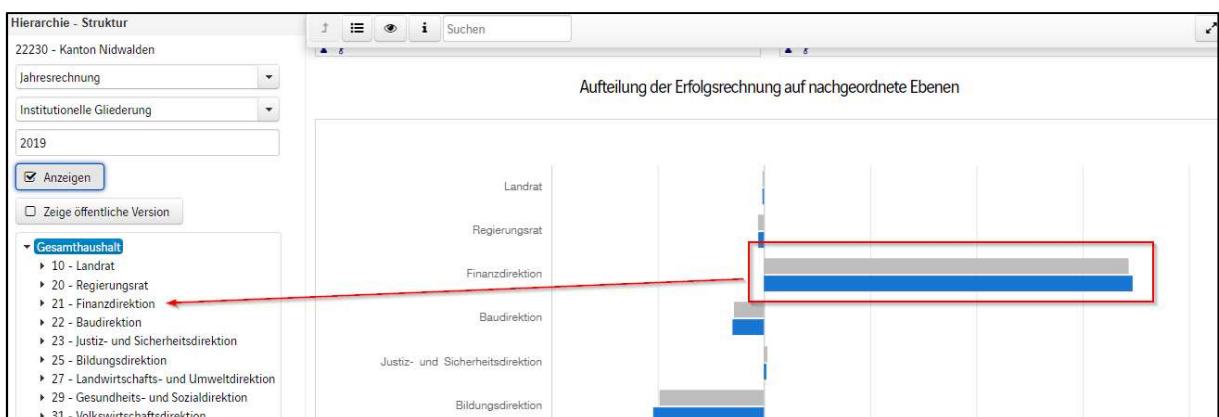 Hierarchie - Struktur
22230 - Kanton Nidwalden
Jahresrechnung
Institutionelle Gliederung
2019
Anzeigen
Zeige öffentliche Version
Gesamthaushalt
10 - Landrat
20 - Regierungsrat
21 - Finanzdirektion
22 - Baudirektion
23 - Justiz- und Sicherheitsdirektion
25 - Bildungsdirektion
27 - Landwirtschafts- und Umweltdirektion
29 - Gesundheits- und Sozialdirektion
31 - Volkswirtschaftsdirektion
Suchen
Aufteilung der Erfolgsrechnung auf nachgeordnete Ebenen
Landrat
Regierungsrat
Finanzdirektion
Baudirektion
Justiz- und Sicherheitsdirektion
Bildungsdirektion